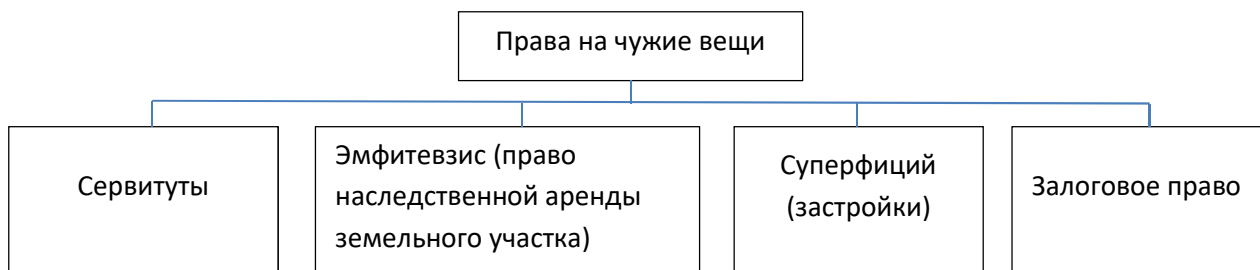 Права на чужие вещи
Сервитуты
Эмфитевзис (право
наследственной аренды
земельного участка)
Суперфиций
(застройки)
Залоговое право